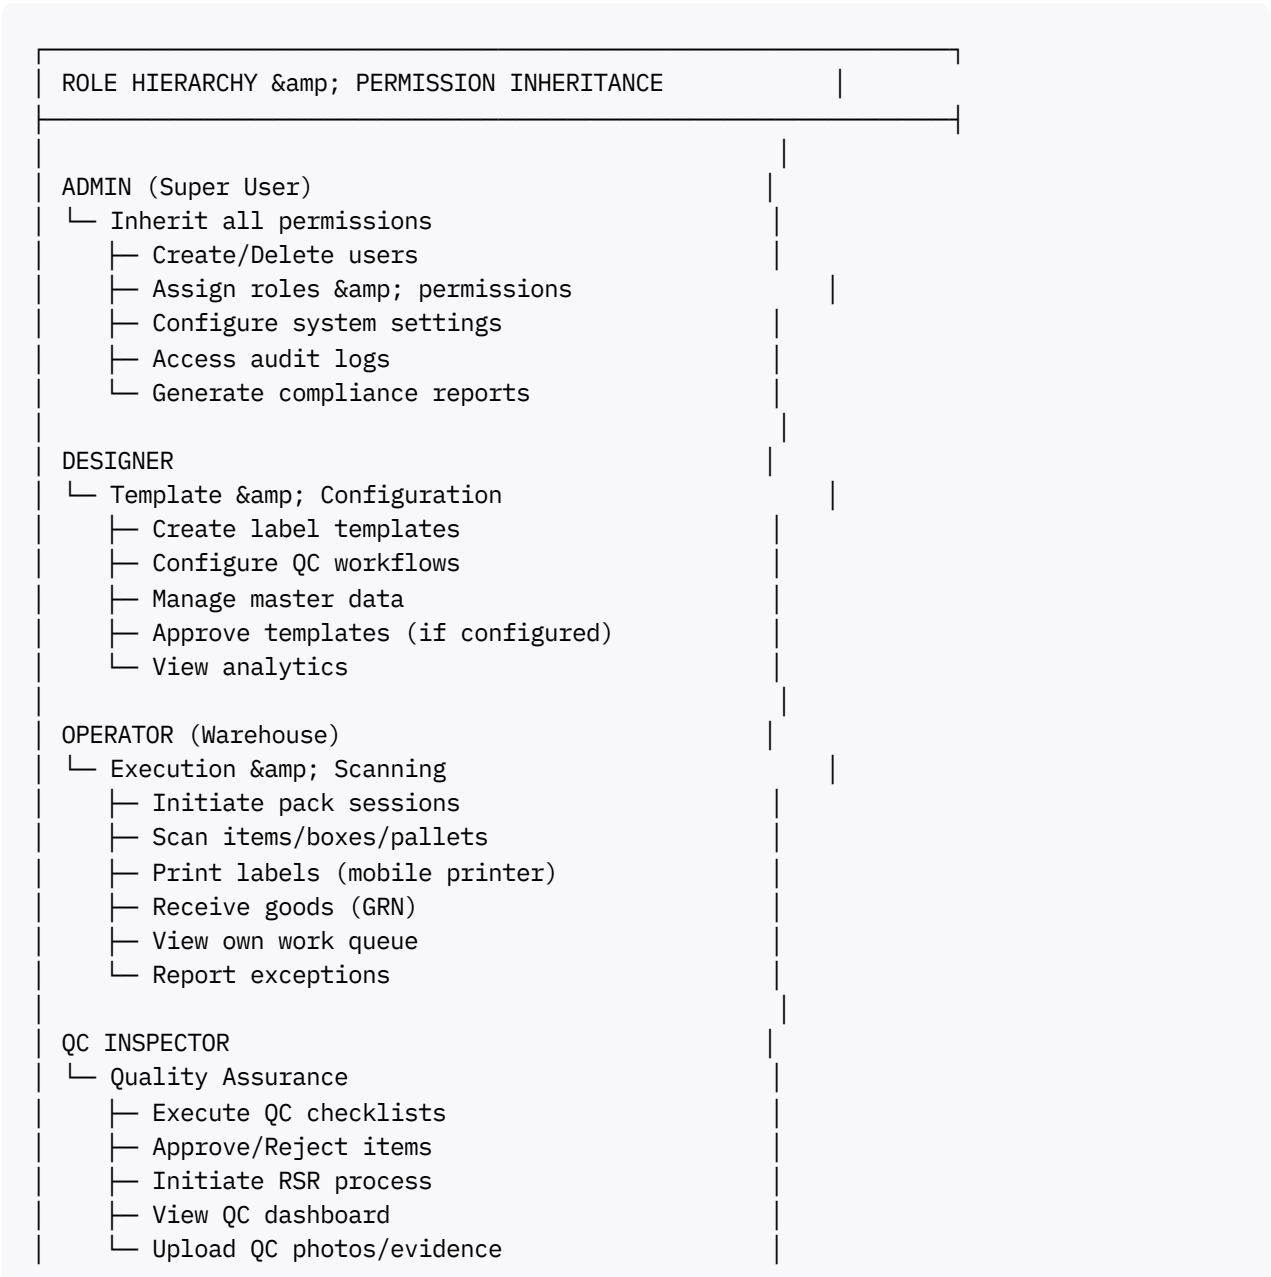 ROLE HIERARCHY &amp; PERMISSION INHERITANCE
ADMIN (Super User)
└─ Inherit all permissions
├─ Create/Delete users
├─ Assign roles &amp; permissions
├─ Configure system settings
├─ Access audit logs
└─ Generate compliance reports
DESIGNER
└─ Template &amp; Configuration
├─ Create label templates
├─ Configure QC workflows
├─ Manage master data
├─ Approve templates (if configured)
└─ View analytics
OPERATOR (Warehouse)
└─ Execution &amp; Scanning
├─ Initiate pack sessions
├─ Scan items/boxes/pallets
├─ Print labels (mobile printer)
├─ Receive goods (GRN)
├─ View own work queue
└─ Report exceptions
QC INSPECTOR
└─ Quality Assurance
├─ Execute QC checklists
├─ Approve/Reject items
├─ Initiate RSR process
├─ View QC dashboard
└─ Upload QC photos/evidence